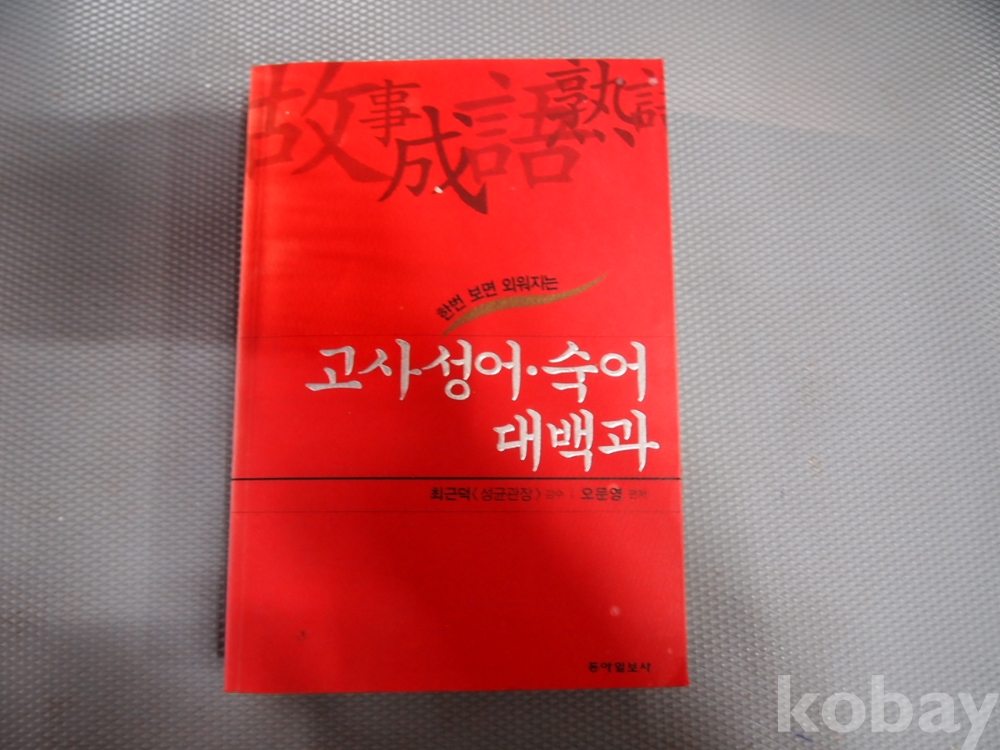 故事成語熟語
한번 보면 외워지는
고사성어·숙어
대백과
최근덕〈성균관장〉 감수 | 오문영 편저
동아일보사
kobay